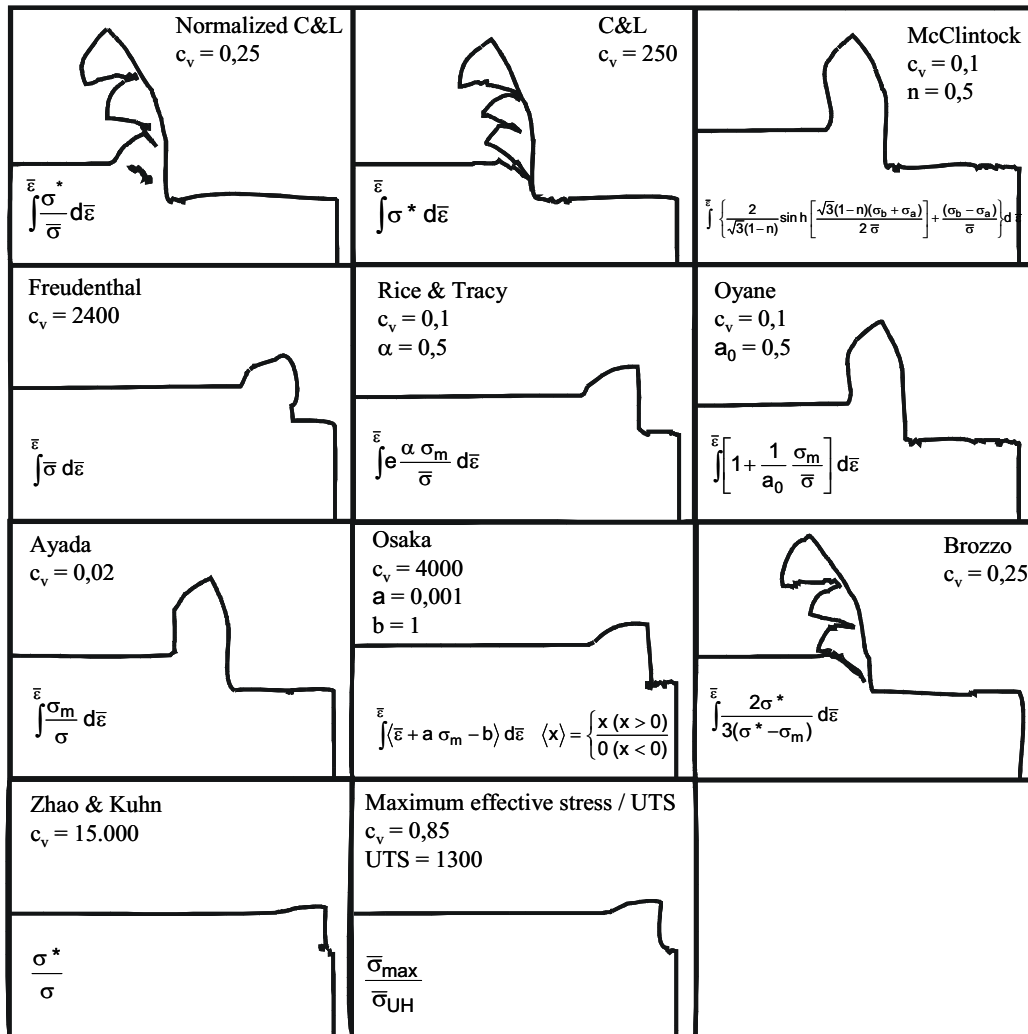 Normalized C&L
c_v = 0,25
∫^ε̄ σ*/σ̄ dε̄
C&L
c_v = 250
∫^ε̄ σ* dε̄
McClintock
c_v = 0,1
n = 0,5
∫^ε̄ {2/(√3(1-n)) sinh [√3(1-n)(σ_b + σ_a)/(2 σ̄)] + (σ_b - σ_a)/σ̄} d ε̄
Freudenthal
c_v = 2400
∫^ε̄ σ̄ dε̄
Rice & Tracy
c_v = 0,1
α = 0,5
∫^ε̄ e (α σ_m)/σ̄ dε̄
Oyane
c_v = 0,1
a_0 = 0,5
∫^ε̄ [1 + 1/a_0 σ_m/σ̄] dε̄
Ayada
c_v = 0,02
∫^ε̄ σ_m/σ dε̄
Osaka
c_v = 4000
a = 0,001
b = 1
∫^ε̄ ⟨ε̄ + a σ_m − b⟩ dε̄ ⟨x⟩ = {x (x > 0)/0 (x < 0)
Brozzo
c_v = 0,25
∫^ε̄ 2σ*/(3(σ* − σ_m)) dε̄
Zhao & Kuhn
c_v = 15.000
σ*/σ
Maximum effective stress / UTS
c_v = 0,85
UTS = 1300
σ̄_max/σ̄_UH